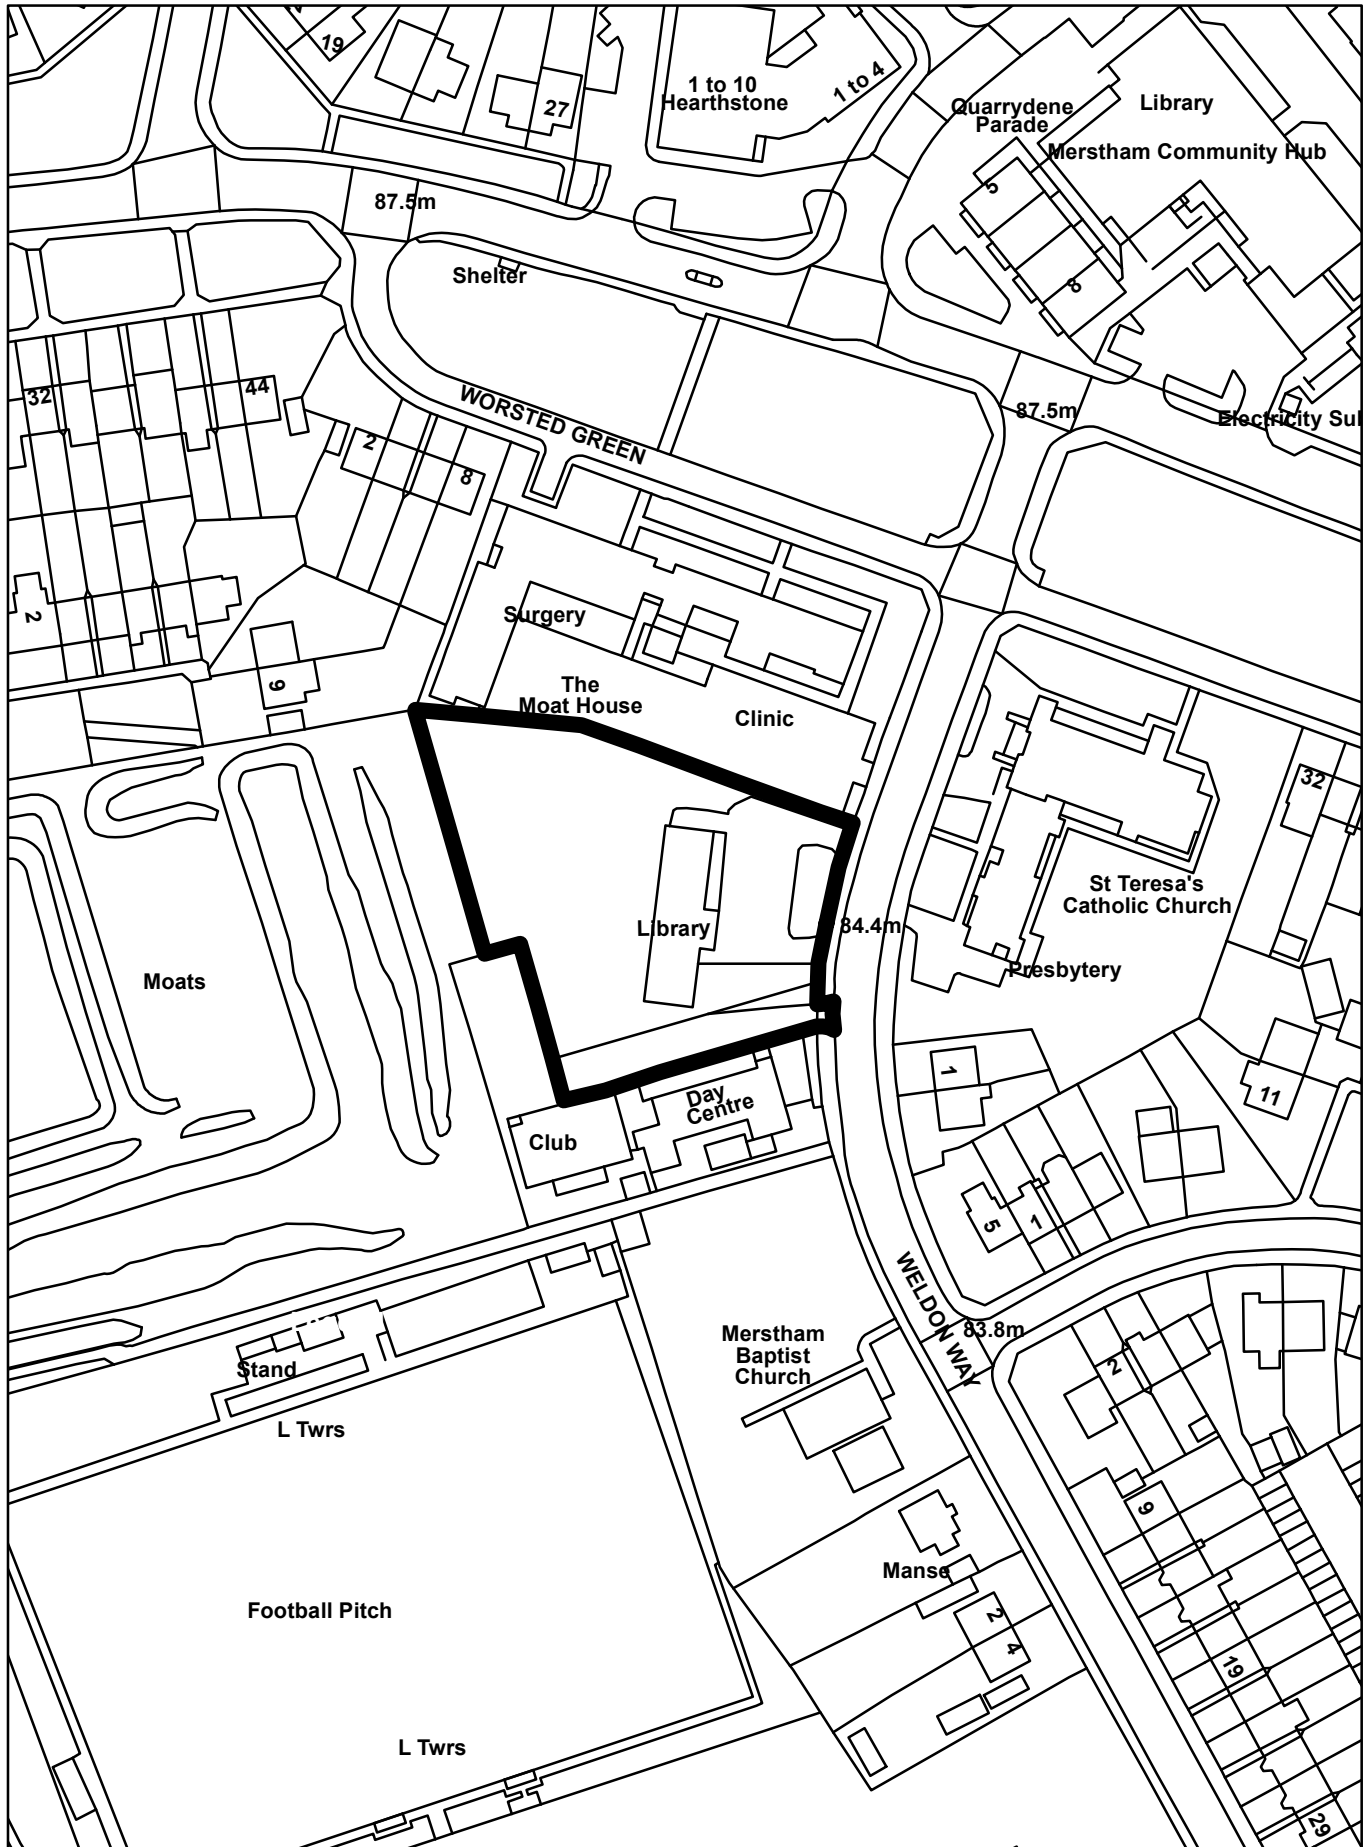 19
27
1 to 10
Hearthstone
1 to 4
Quarrydene
Parade
Library
Merstham Community Hub
5
8
87.5m
Shelter
WORSTED GREEN
87.5m
Electricity Sub
32
44
2
8
2
9
Surgery
The
Moat House
Clinic
32
St Teresa's
Catholic Church
84.4m
Library
Presbytery
Moats
1
11
Day
Centre
Club
5
1
WELDON WAY
83.8m
Merstham
Baptist
Church
2
Stand
L Twrs
9
Manse
Football Pitch
2
4
19
L Twrs
29